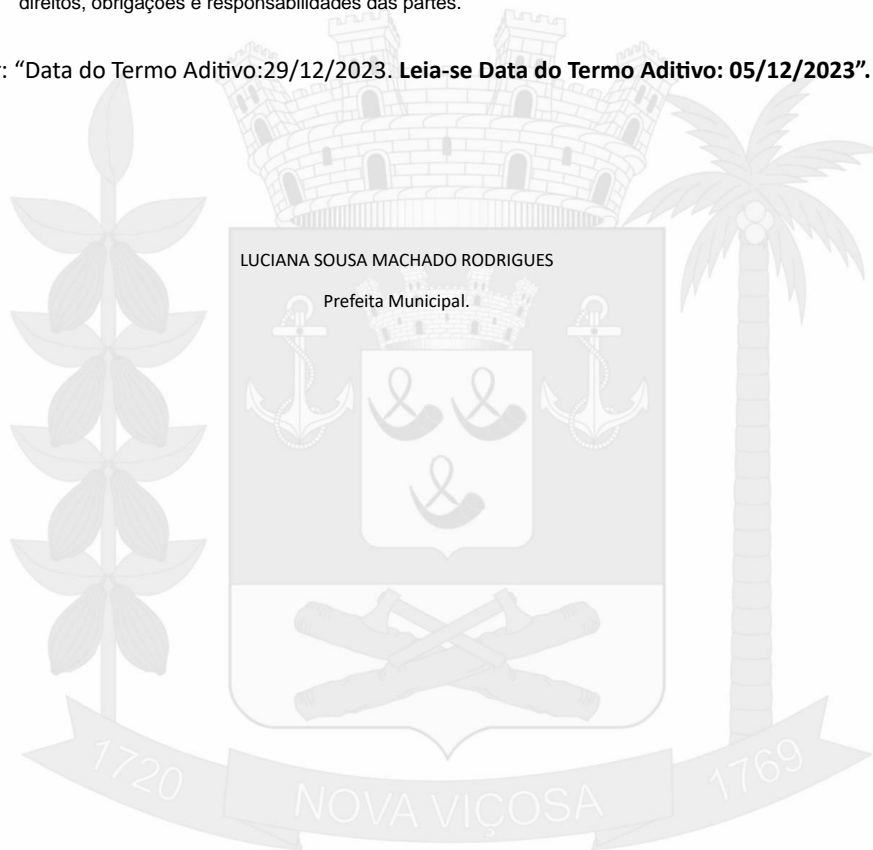 direitos, obrigações e responsabilidades das partes.
: “Data do Termo Aditivo:29/12/2023. Leia-se Data do Termo Aditivo: 05/12/2023”.
LUCIANA SOUSA MACHADO RODRIGUES
Prefeita Municipal.
1720 NOVA VIÇOSA 1769